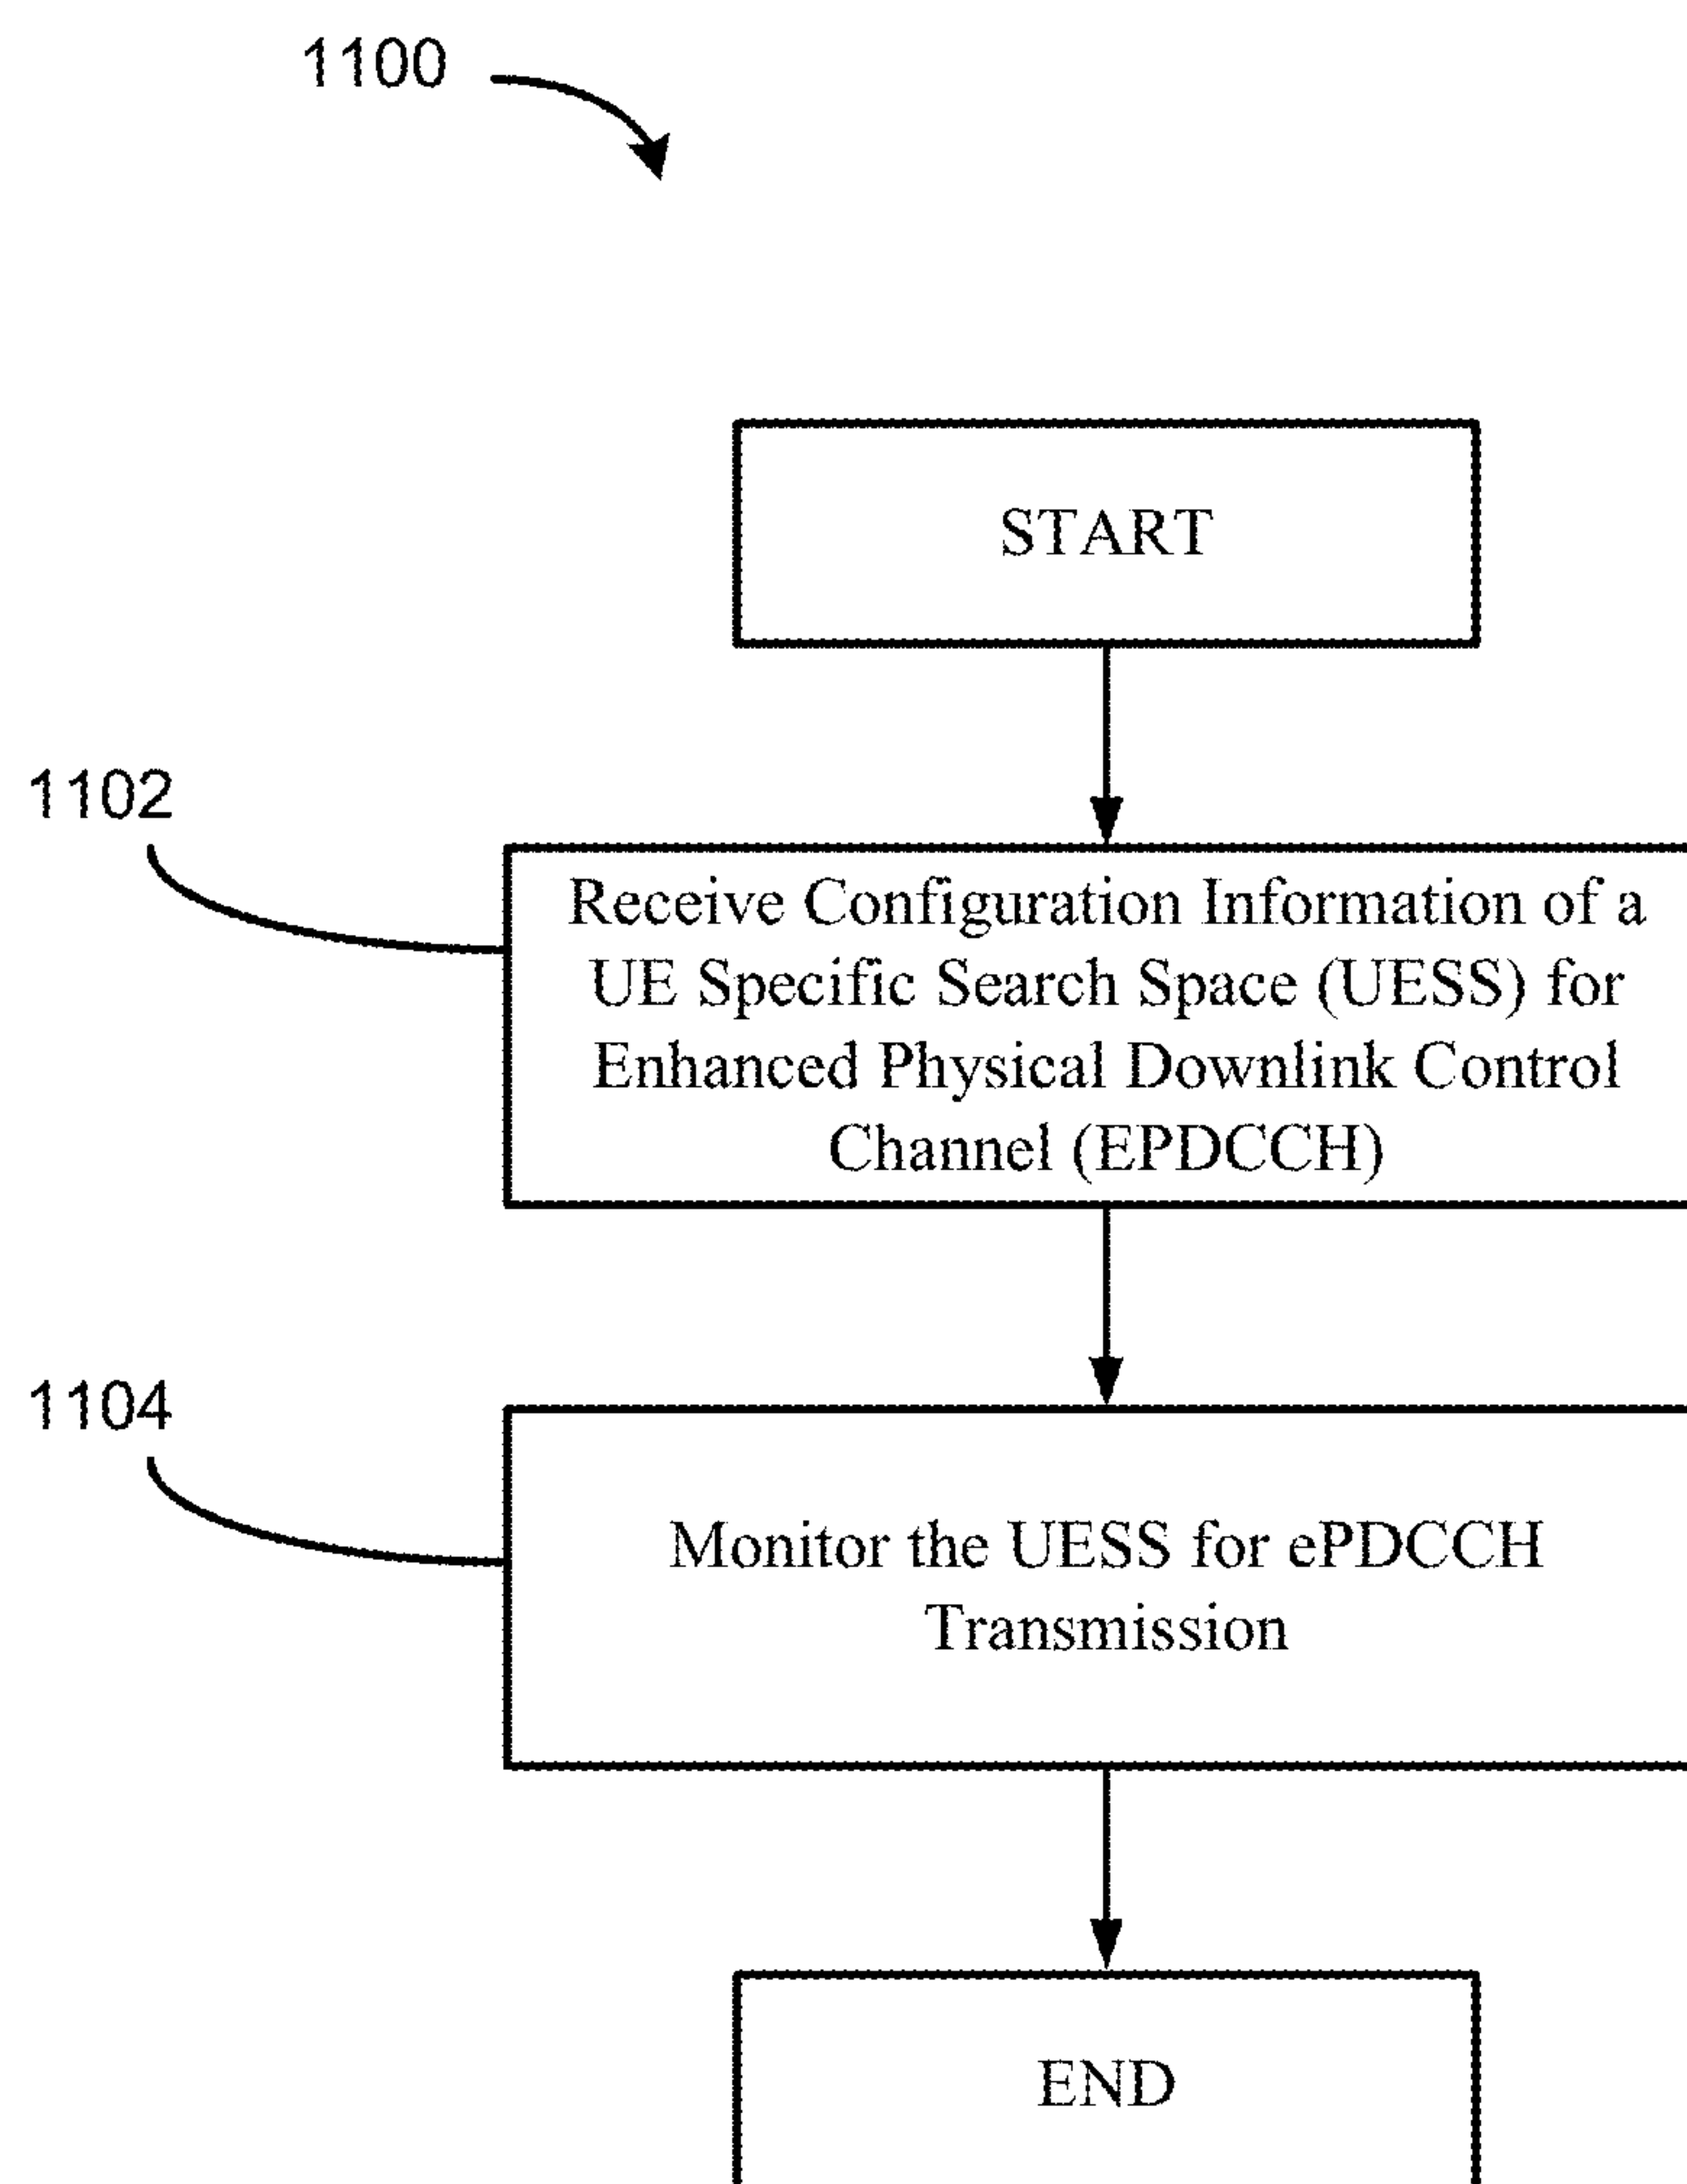 1100
START
1102
Receive Configuration Information of a
UE Specific Search Space (UESS) for
Enhanced Physical Downlink Control
Channel (EPDCCH)
1104
Monitor the UESS for ePDCCH
Transmission
END